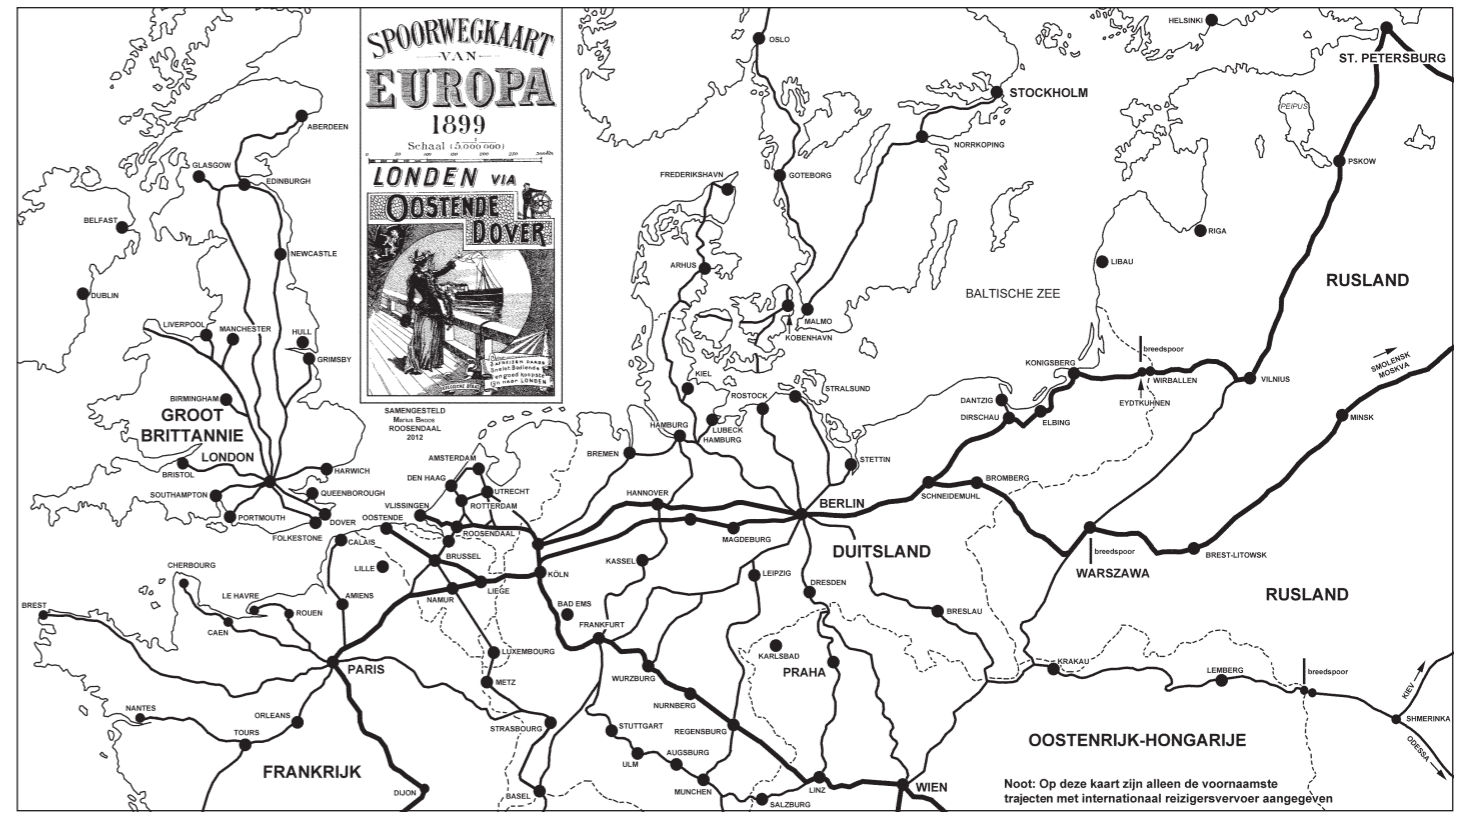 SPOORWEGKAART
VAN
EUROPA
1899
Schaal (5.000 000)
LONDEN VIA
OOSTENDE
DOVER
SAMENGESTELD
MARIUS BROOS
ROOSENDAAL
2012
OSLO
HELSINKI
ST. PETERSBURG
STOCKHOLM
PEIPUS
NORRKOPING
PSKOW
ABERDEEN
GLASGOW
EDINBURGH
FREDERIKSHAVN
GOTEBORG
BELFAST
RIGA
NEWCASTLE
ARHUS
LIBAU
RUSLAND
DUBLIN
BALTISCHE ZEE
LIVERPOOL
MANCHESTER
HULL
GRIMSBY
MALMO
KOBENHAVN
breedspoor
KONIGSBERG
WIRBALLEN
VILNIUS
SMOLENSK
MOSKVA
EYDTKUHNEN
KIEL
ROSTOCK
STRALSUND
BIRMINGHAM
GROOT
BRITTANNIE
LONDON
DANTZIG
DIRSCHAU
ELBING
MINSK
HAMBURG
LUBECK
HAMBURG
BREMEN
STETTIN
BRISTOL
HARWICH
AMSTERDAM
DEN HAAG
UTRECHT
SOUTHAMPTON
QUEENBOROUGH
PORTMOUTH
DOVER
FOLKESTONE
VLISSINGEN
OOSTENDE
ROTTERDAM
ROOSENDAAL
HANNOVER
BERLIN
SCHNEIDEMUHL
BROMBERG
CALAIS
BRUSSEL
MAGDEBURG
DUITSLAND
breedspoor
WARSZAWA
BREST-LITOWSK
LILLE
CHERBOURG
KÖLN
KASSEL
LEIPZIG
DRESDEN
LE HAVRE
ROUEN
AMIENS
NAMUR
LIEGE
BAD EMS
BREST
CAEN
FRANKFURT
BRESLAU
RUSLAND
PARIS
LUXEMBOURG
METZ
KARLSBAD
PRAHA
KRAKAU
LEMBERG
breedspoor
WURZBURG
NURNBERG
KIEV
NANTES
ORLEANS
TOURS
STRASBOURG
STUTTGART
REGENSBURG
SHMERINKA
ULM
AUGSBURG
OOSTENRIJK-HONGARIJE
ODESSA
FRANKRIJK
DIJON
BASEL
MUNCHEN
SALZBURG
LINZ
WIEN
Noot: Op deze kaart zijn alleen de voornaamste
trajecten met internationaal reizigersvervoer aangegeven